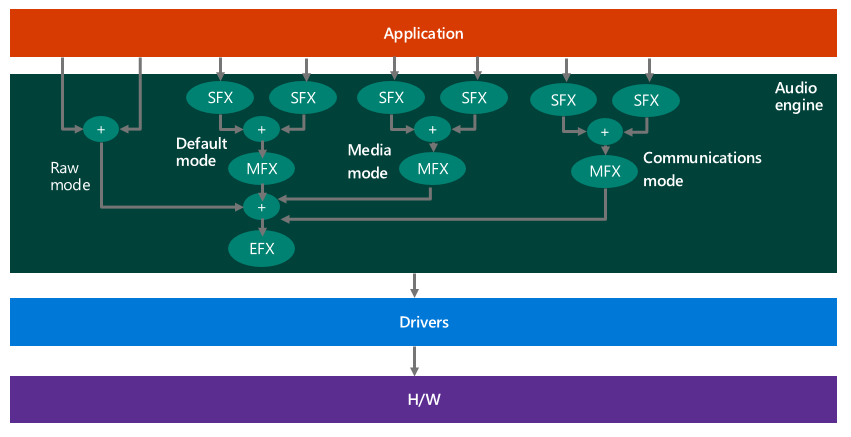 Application
Audio
engine
SFX
SFX
SFX
SFX
SFX
SFX
+
Default
mode
+
Media
mode
+
+
Raw
mode
MFX
MFX
MFX
Communications
mode
+
EFX
Drivers
H/W